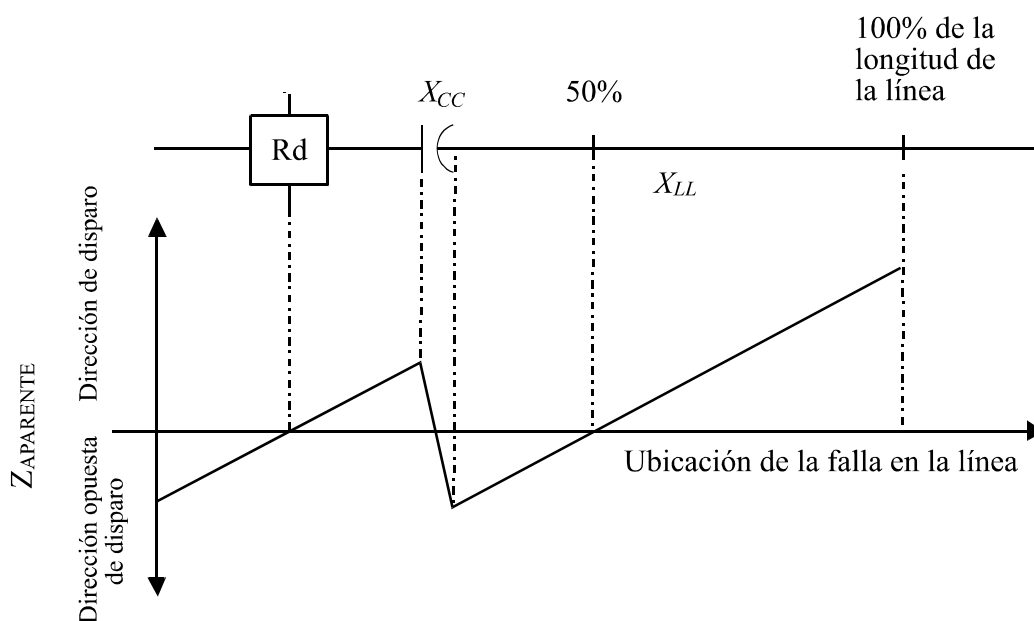 100% de la
longitud de
la línea
X_CC
50%
Rd
X_LL
Dirección de disparo
Z_APARENTE
Ubicación de la falla en la línea
Dirección opuesta
de disparo